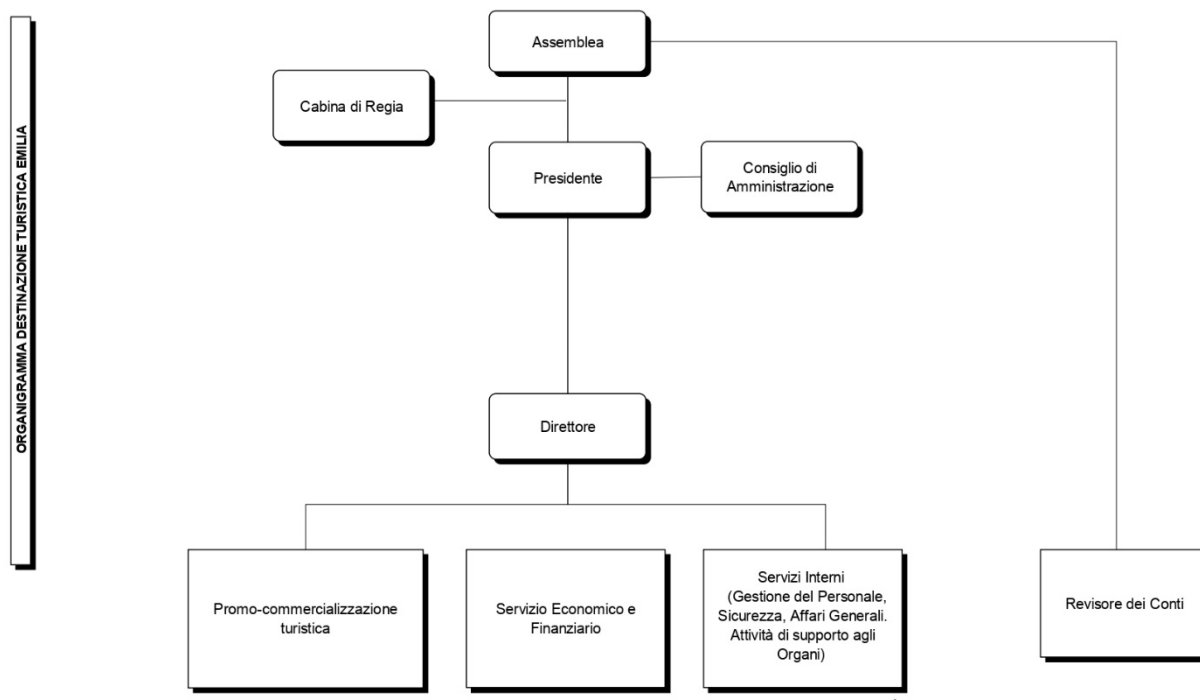 ORGANIGRAMMA DESTINAZIONE TURISTICA EMILIA
Assemblea
Cabina di Regia
Presidente
Consiglio di
Amministrazione
Direttore
Promo-commercializzazione
turistica
Servizio Economico e
Finanziario
Servizi Interni
(Gestione del Personale,
Sicurezza, Affari Generali.
Attività di supporto agli
Organi)
Revisore dei Conti